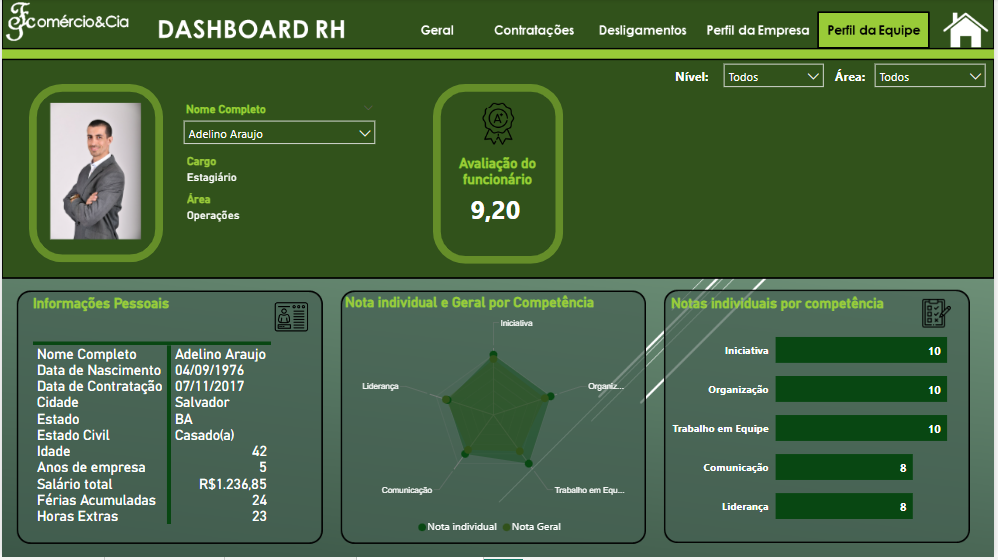 FC
Comércio&Cia
DASHBOARD RH
Geral
Contratações
Desligamentos
Perfil da Empresa
Perfil da Equipe
Nível:
Todos
Área:
Todos
Nome Completo
Adelino Araujo
Cargo
Estagiário
Área
Operações
A+
Avaliação do
funcionário
9,20
Informações Pessoais
Nome Completo Adelino Araujo
Data de Nascimento 04/09/1976
Data de Contratação 07/11/2017
Cidade Salvador
Estado BA
Estado Civil Casado(a)
Idade 42
Anos de empresa 5
Salário total R$1.236,85
Férias Acumuladas 24
Horas Extras 23
Nota individual e Geral por Competência
Iniciativa
Liderança
Organiz...
Comunicação
Trabalho em Equ...
Nota individual
Nota Geral
Notas individuais por competência
Iniciativa 10
Organização 10
Trabalho em Equipe 10
Comunicação 8
Liderança 8